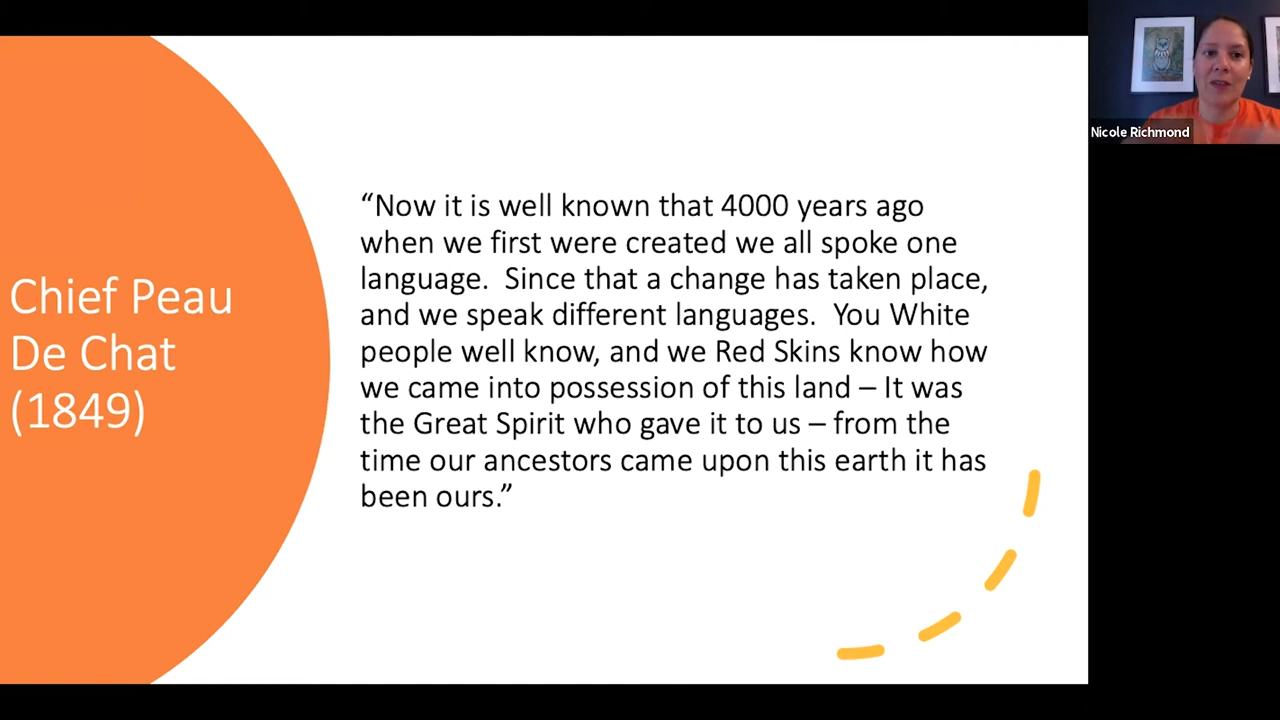 Chief Peau
De Chat
(1849)
“Now it is well known that 4000 years ago
when we first were created we all spoke one
language.  Since that a change has taken place,
and we speak different languages.  You White
people well know, and we Red Skins know how
we came into possession of this land – It was
the Great Spirit who gave it to us – from the
time our ancestors came upon this earth it has
been ours.”
Nicole Richmond